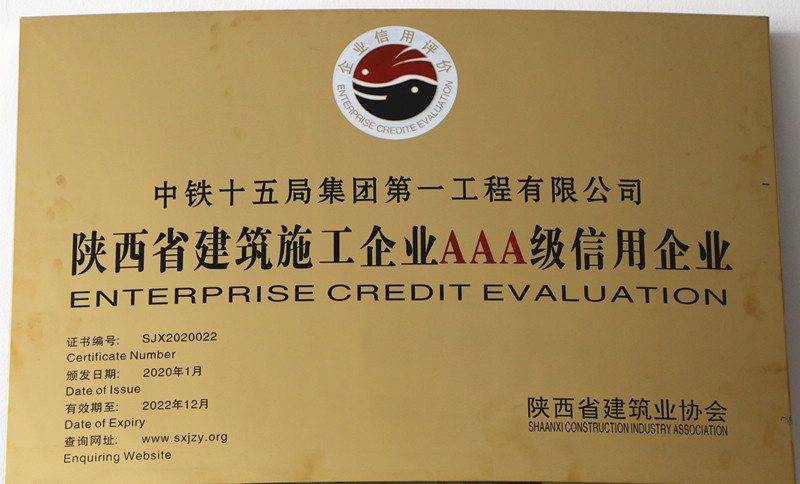 企业信用评价
ENTERPRISE CREDITE EVALUATION
中铁十五局集团第一工程有限公司
陕西省建筑施工企业AAA级信用企业
ENTERPRISE CREDIT EVALUATION
证书编号: SJX2020022
Certificate Number
颁发日期: 2020年1月
Date of Issue
有效期至: 2022年12月
Date of Expiry
查询网址: www.sxjzy.org
Enquiring Website
陕西省建筑业协会
SHAANXI CONSTRUCTION INDUSTRY ASSOCIATION